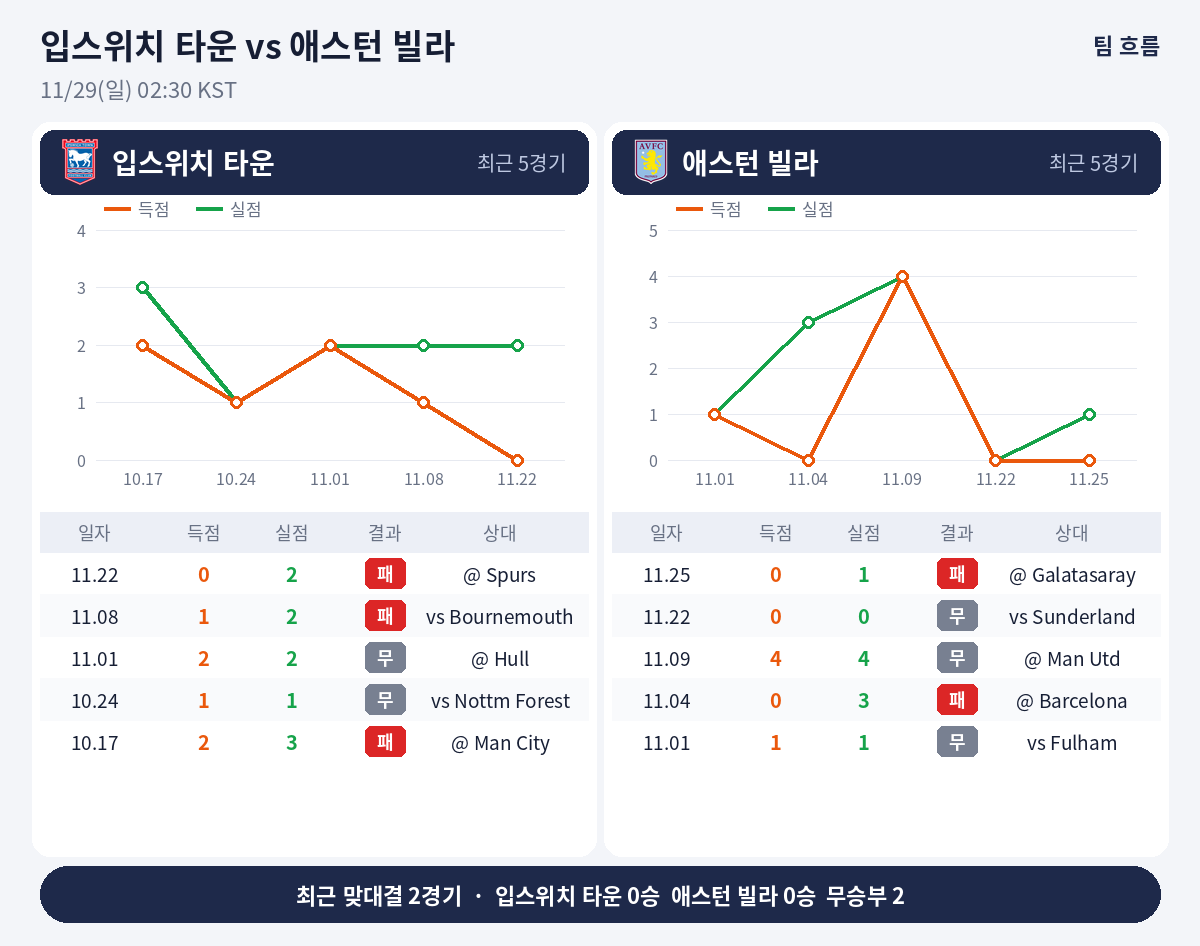 입스위치 타운 vs 애스턴 빌라
팀 흐름
11/29(일) 02:30 KST
입스위치 타운
최근 5경기
득점 실점
4
3
2
1
0
10.17 10.24 11.01 11.08 11.22
일자 득점 실점 결과 상대
11.22 0 2 패 @ Spurs
11.08 1 2 패 vs Bournemouth
11.01 2 2 무 @ Hull
10.24 1 1 무 vs Nottm Forest
10.17 2 3 패 @ Man City
AVFC
애스턴 빌라
최근 5경기
득점 실점
5
4
3
2
1
0
11.01 11.04 11.09 11.22 11.25
일자 득점 실점 결과 상대
11.25 0 1 패 @ Galatasaray
11.22 0 0 무 vs Sunderland
11.09 4 4 무 @ Man Utd
11.04 0 3 패 @ Barcelona
11.01 1 1 무 vs Fulham
최근 맞대결 2경기 · 입스위치 타운 0승 애스턴 빌라 0승 무승부 2